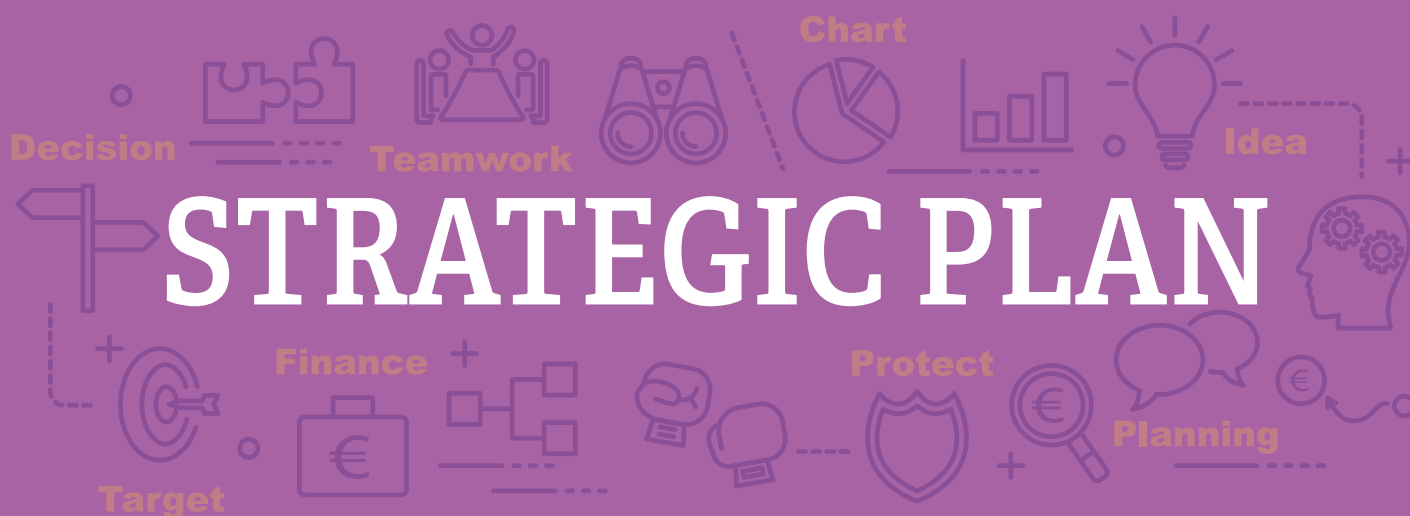 Chart
Decision
Teamwork
Idea
STRATEGIC PLAN
Finance
Protect
€
€
€
Planning
Target